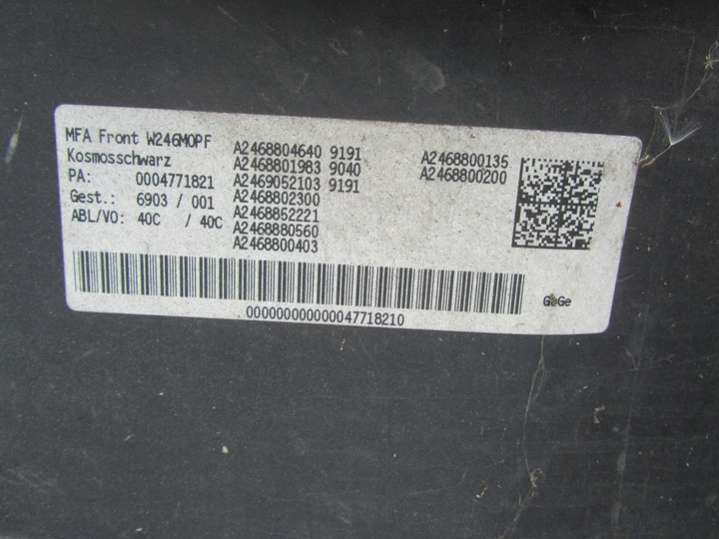 MFA Front W246MOPF
Kosmosschwarz
PA: 0004771821
Gest.: 6903 / 001
ABL/VO: 40C / 40C
A2468804640 9191
A2468801983 9040
A2469052103 9191
A2468802300
A2468852221
A2468880560
A2468800403
A2468800135
A2468800200
GeGe
00000000000047718210